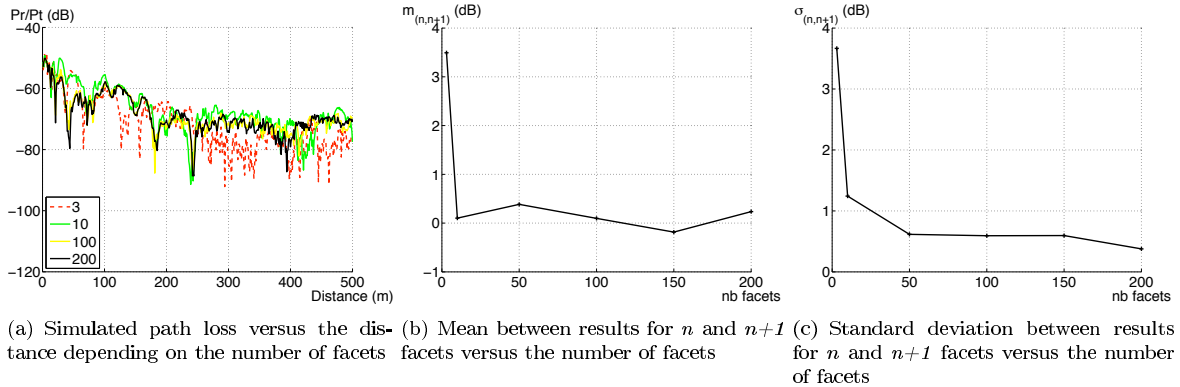 Pr/Pt (dB)
−40
−60
−80
−100
−120
3
10
100
200
0
100
200
300
400
500
Distance (m)
m(n,n+1) (dB)
4
3
2
1
0
−1
0
50
100
150
200
nb facets
σ(n,n+1) (dB)
5
4
3
2
1
0
0
50
100
150
200
nb facets
(a) Simulated path loss versus the dis-
tance depending on the number of facets
(b) Mean between results for n and n+1
facets versus the number of facets
(c) Standard deviation between results
for n and n+1 facets versus the number
of facets